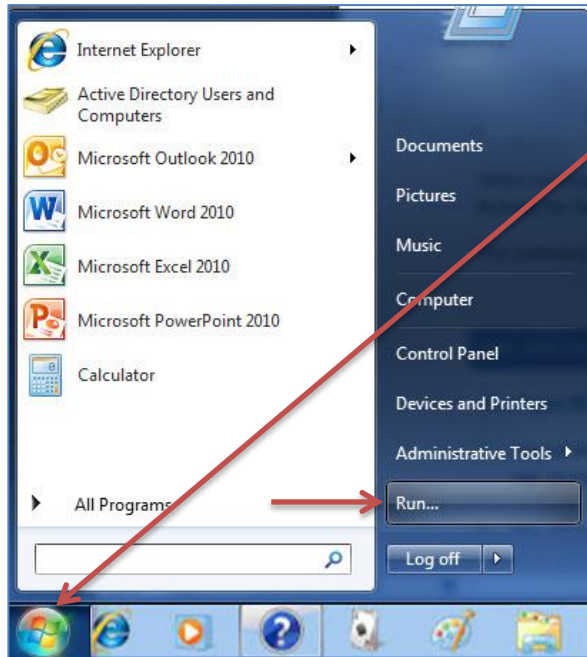 Internet Explorer
Active Directory Users and
Computers
Microsoft Outlook 2010
Microsoft Word 2010
Microsoft Excel 2010
Microsoft PowerPoint 2010
Calculator
All Programs
Documents
Pictures
Music
Computer
Control Panel
Devices and Printers
Administrative Tools
Run...
Log off